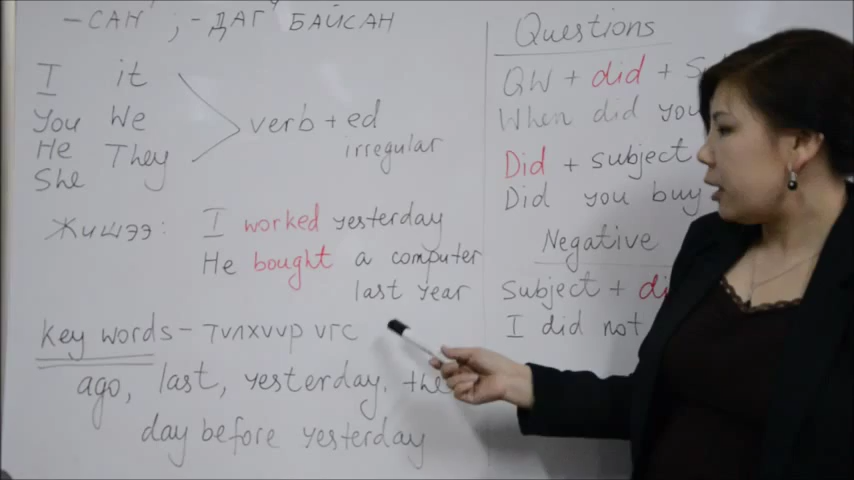 -САН, ; -ДАГ БАЙСАН
I it
You We
He They
She
verb + ed
irregular
Жишээ: I worked yesterday
He bought a computer
last year
Key words - түлхүүр үгс
ago, last, yesterday. the
day before yesterday
Questions
QW + did +
When did you
Did + subject
Did you buy
Negative
Subject +
I did not